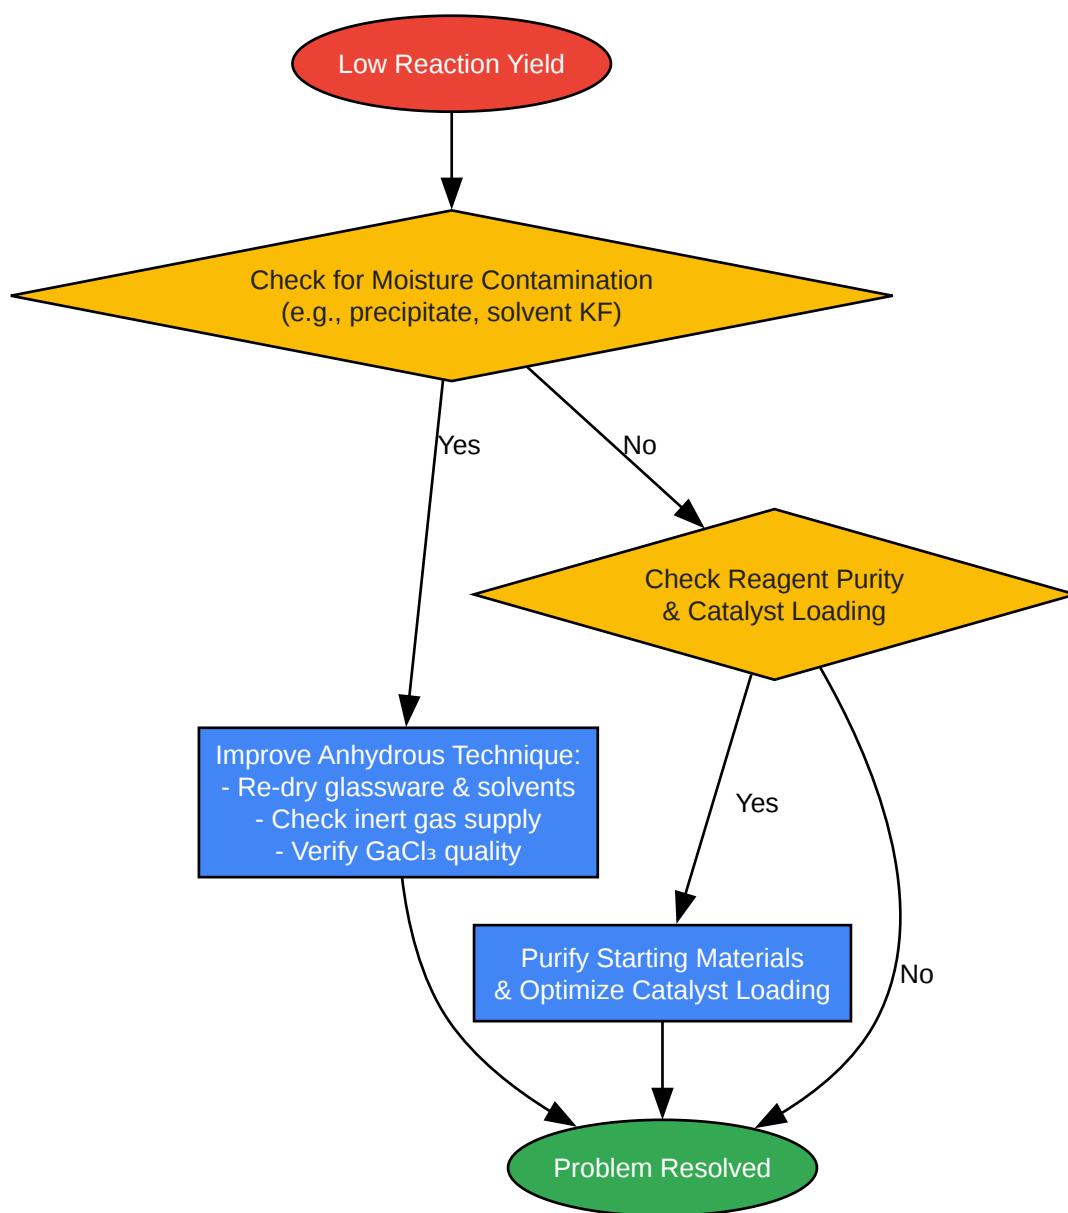 Low Reaction Yield
Check for Moisture Contamination
(e.g., precipitate, solvent KF)
Yes
No
Check Reagent Purity
& Catalyst Loading
Improve Anhydrous Technique:
- Re-dry glassware & solvents
- Check inert gas supply
- Verify GaCl₃ quality
Yes
Purify Starting Materials
& Optimize Catalyst Loading
No
Problem Resolved